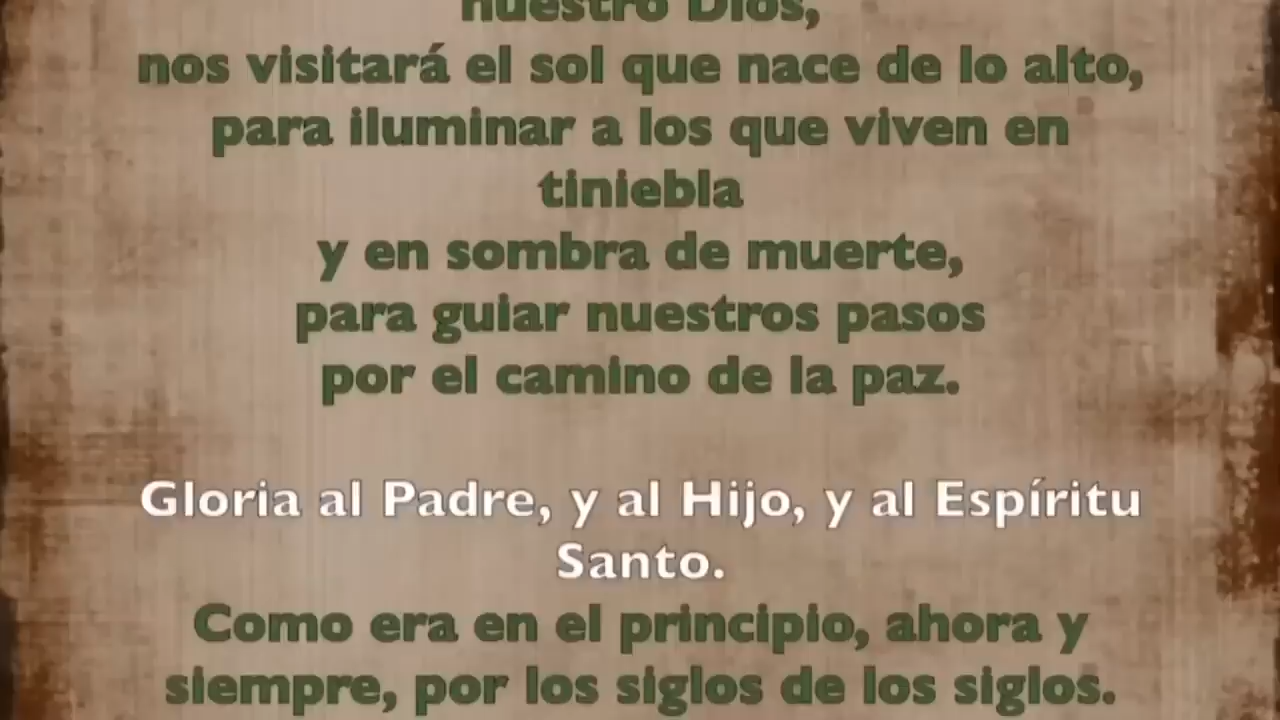 nuestro Dios,
nos visitará el sol que nace de lo alto,
para iluminar a los que viven en
tiniebla
y en sombra de muerte,
para guiar nuestros pasos
por el camino de la paz.
Gloria al Padre, y al Hijo, y al Espíritu
Santo.
Como era en el principio, ahora y
siempre, por los siglos de los siglos.